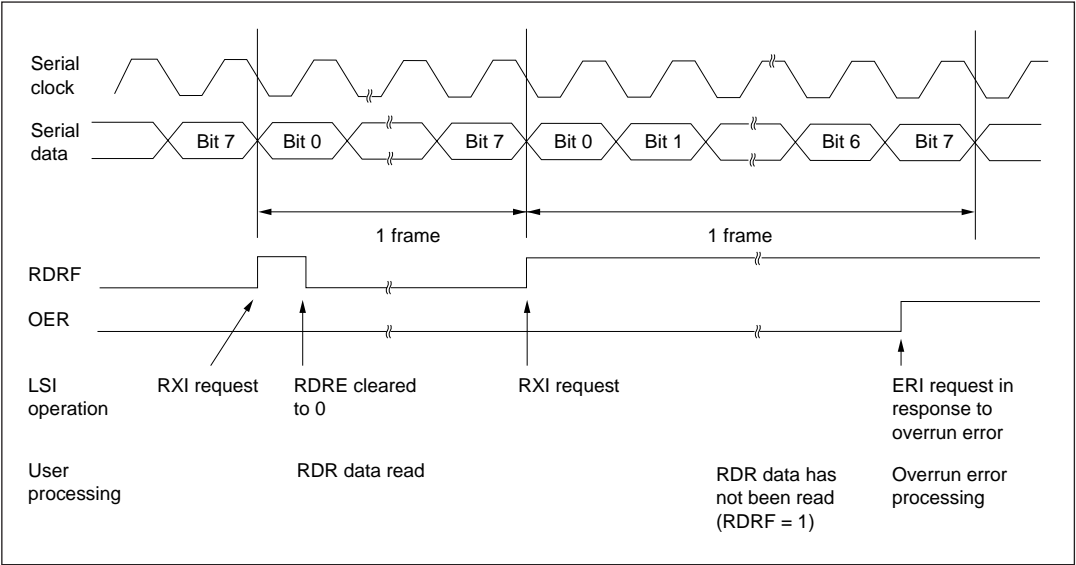 Serial
clock
Serial
data
Bit 7
Bit 0
Bit 7
Bit 0
Bit 1
Bit 6
Bit 7
1 frame
1 frame
RDRF
OER
LSI
operation
RXI request
RDRE cleared
to 0
RXI request
ERI request in
response to
overrun error
User
processing
RDR data read
RDR data has
not been read
(RDRF = 1)
Overrun error
processing